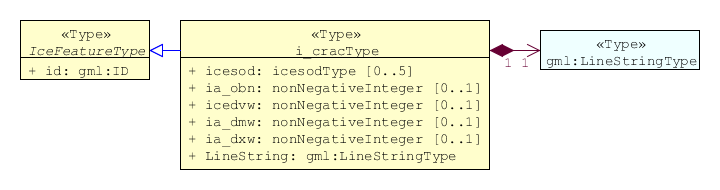 «Type»
IceFeatureType
+ id: gml:ID
«Type»
i_cracType
+ icesod: icesodType [0..5]
+ ia_obn: nonNegativeInteger [0..1]
+ icedvw: nonNegativeInteger [0..1]
+ ia_dmw: nonNegativeInteger [0..1]
+ ia_dxw: nonNegativeInteger [0..1]
+ LineString: gml:LineStringType
1 1
«Type»
gml:LineStringType